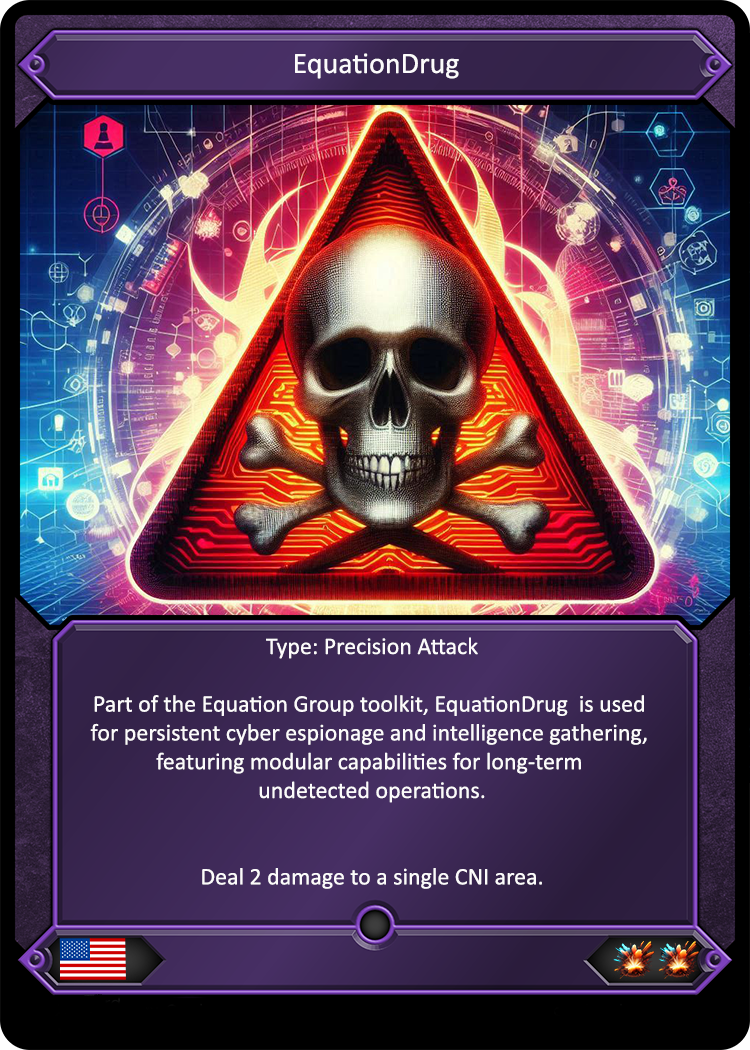 EquationDrug
Type: Precision Attack
Part of the Equation Group toolkit, EquationDrug is used
for persistent cyber espionage and intelligence gathering,
featuring modular capabilities for long-term
undetected operations.
Deal 2 damage to a single CNI area.